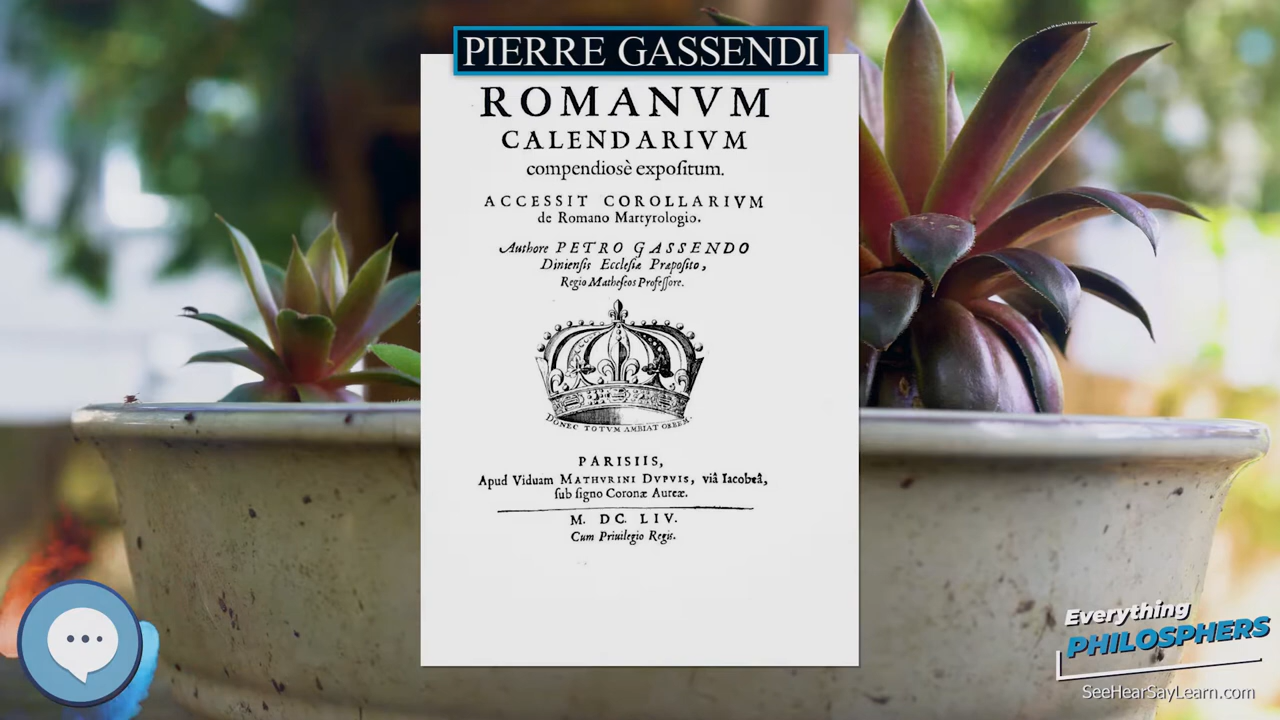 PIERRE GASSENDI
ROMANVM
CALENDARIVM
compendiosè expoſitum.
ACCESSIT COROLLARIVM
de Romano Martyrologio.
Authore PETRO GASSENDO
Dinienſis Eccleſiæ Præpoſito,
Regio Matheſeos Profeſſore.
DONEC TOTVM AMBIAT ORBEM
PARISIIS,
Apud Viduam MATHVRINI DVPVIS, viâ Iacobæâ,
ſub ſigno Coronæ Aureæ.
M. DC. LIV.
Cum Priuilegio Regis.
Everything
PHILOSPHERS
SeeHearSayLearn.com